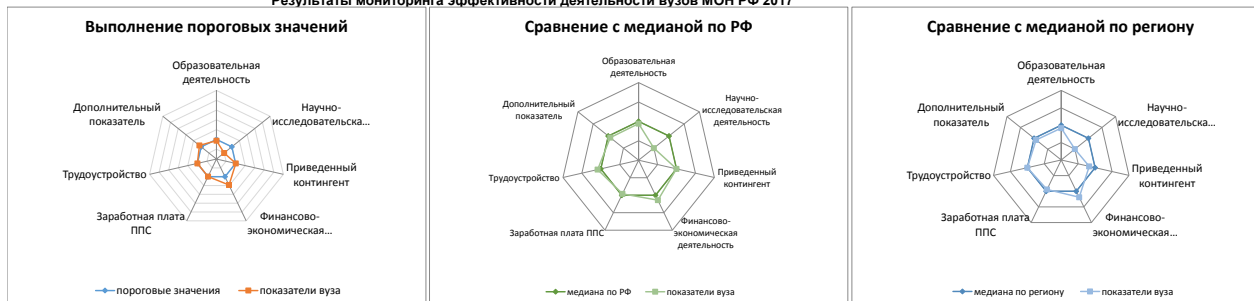 Результаты мониторинга эффективности деятельности вузов МОН РФ 2017
Выполнение пороговых значений
Образовательная
деятельность
Научно-
исследовательска...
Приведенный
контингент
Финансово-
экономическая...
Заработная плата
ППС
Трудоустройство
Дополнительный
показатель
пороговые значения
показатели вуза
Сравнение с медианой по РФ
Образовательная
деятельность
Научно-
исследовательская
деятельность
Приведенный
контингент
Финансово-
экономическая
деятельность
Заработная плата ППС
Трудоустройство
Дополнительный
показатель
медиана по РФ
показатели вуза
Сравнение с медианой по региону
Образовательная
деятельность
Научно-
исследовательска...
Приведенный
контингент
Финансово-
экономическая...
Заработная плата
ППС
Трудоустройство
Дополнительный
показатель
медиана по региону
показатели вуза